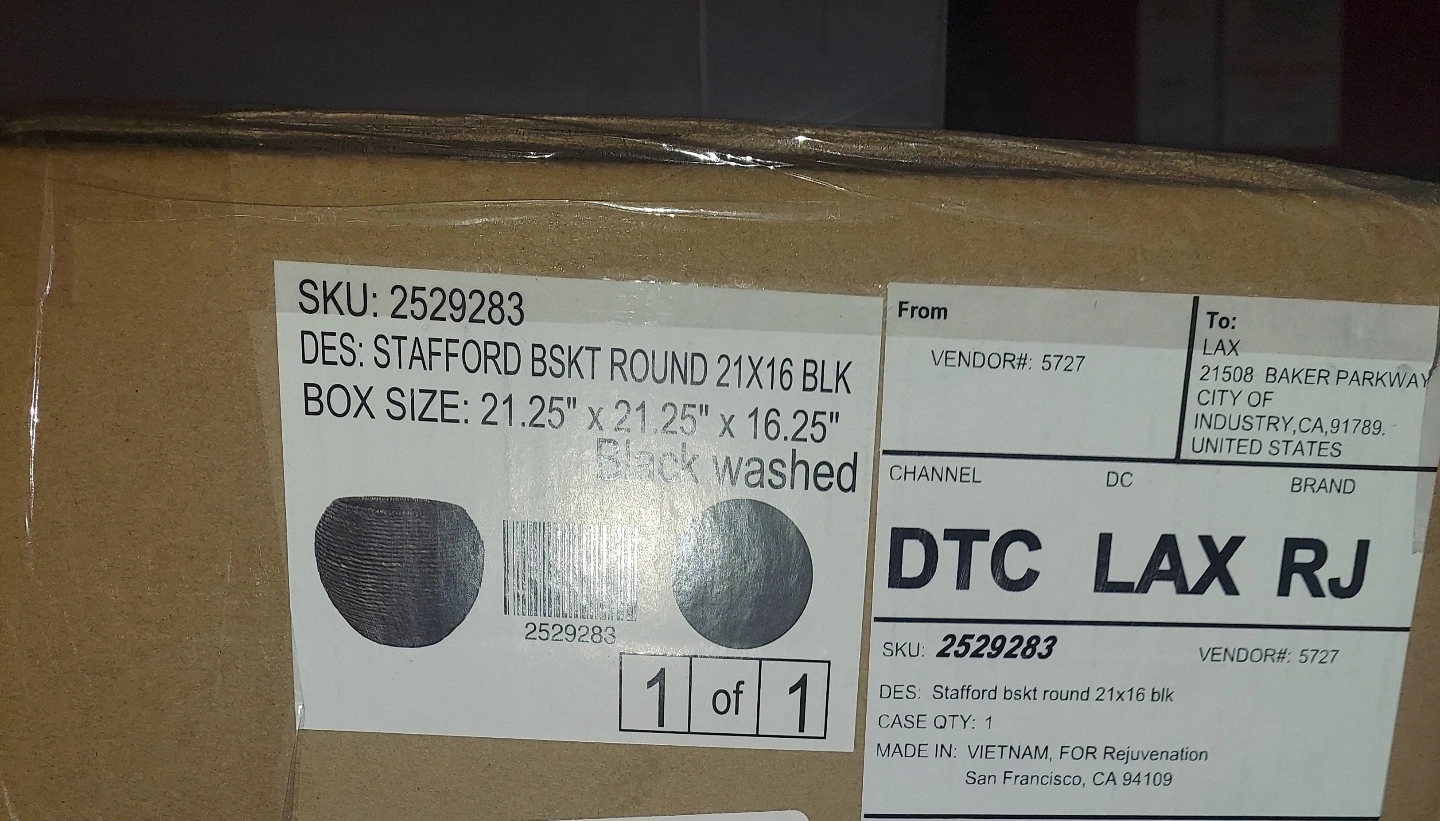 SKU: 2529283
DES: STAFFORD BSKT ROUND 21X16 BLK
BOX SIZE: 21.25" x 21.25" x 16.25"
Black washed
2529283
1 of 1
From
VENDOR#: 5727
To:
LAX
21508 BAKER PARKWAY
CITY OF
INDUSTRY,CA,91789.
UNITED STATES
CHANNEL DC BRAND
DTC LAX RJ
SKU: 2529283 VENDOR#: 5727
DES: Stafford bskt round 21x16 blk
CASE QTY: 1
MADE IN: VIETNAM, FOR Rejuvenation
San Francisco, CA 94109